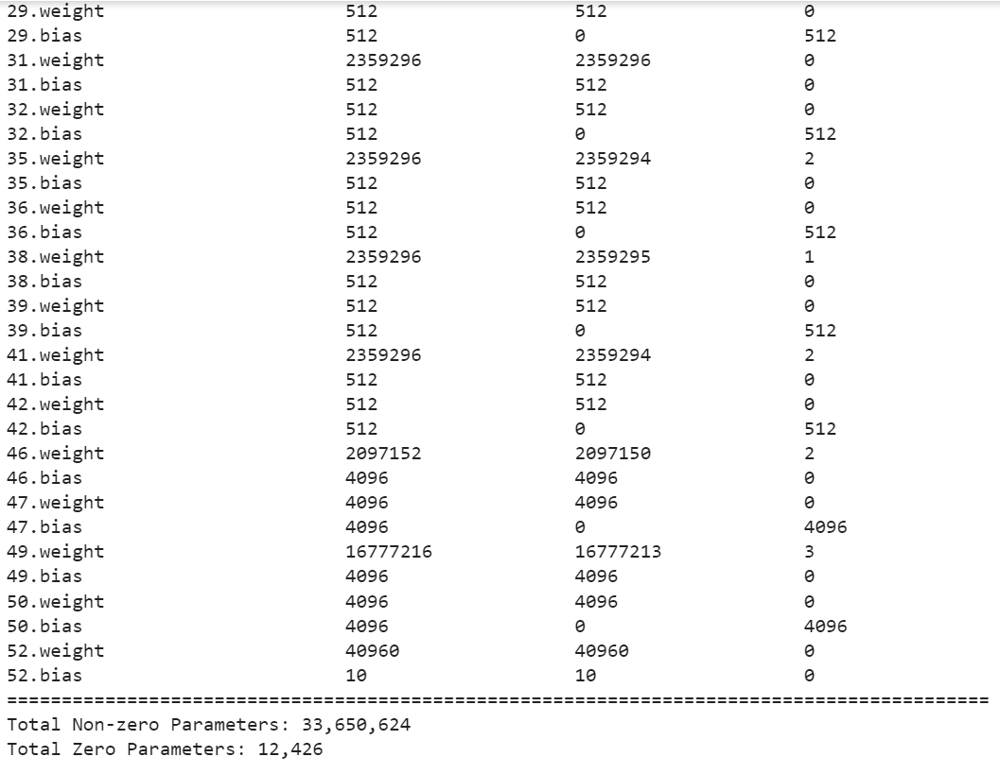 29.weight 512 512 0
29.bias 512 0 512
31.weight 2359296 2359296 0
31.bias 512 512 0
32.weight 512 512 0
32.bias 512 0 512
35.weight 2359296 2359294 2
35.bias 512 512 0
36.weight 512 512 0
36.bias 512 0 512
38.weight 2359296 2359295 1
38.bias 512 512 0
39.weight 512 512 0
39.bias 512 0 512
41.weight 2359296 2359294 2
41.bias 512 512 0
42.weight 512 512 0
42.bias 512 0 512
46.weight 2097152 2097150 2
46.bias 4096 4096 0
47.weight 4096 4096 0
47.bias 4096 0 4096
49.weight 16777216 16777213 3
49.bias 4096 4096 0
50.weight 4096 4096 0
50.bias 4096 0 4096
52.weight 40960 40960 0
52.bias 10 10 0
==========================================================================================
Total Non-zero Parameters: 33,650,624
Total Zero Parameters: 12,426